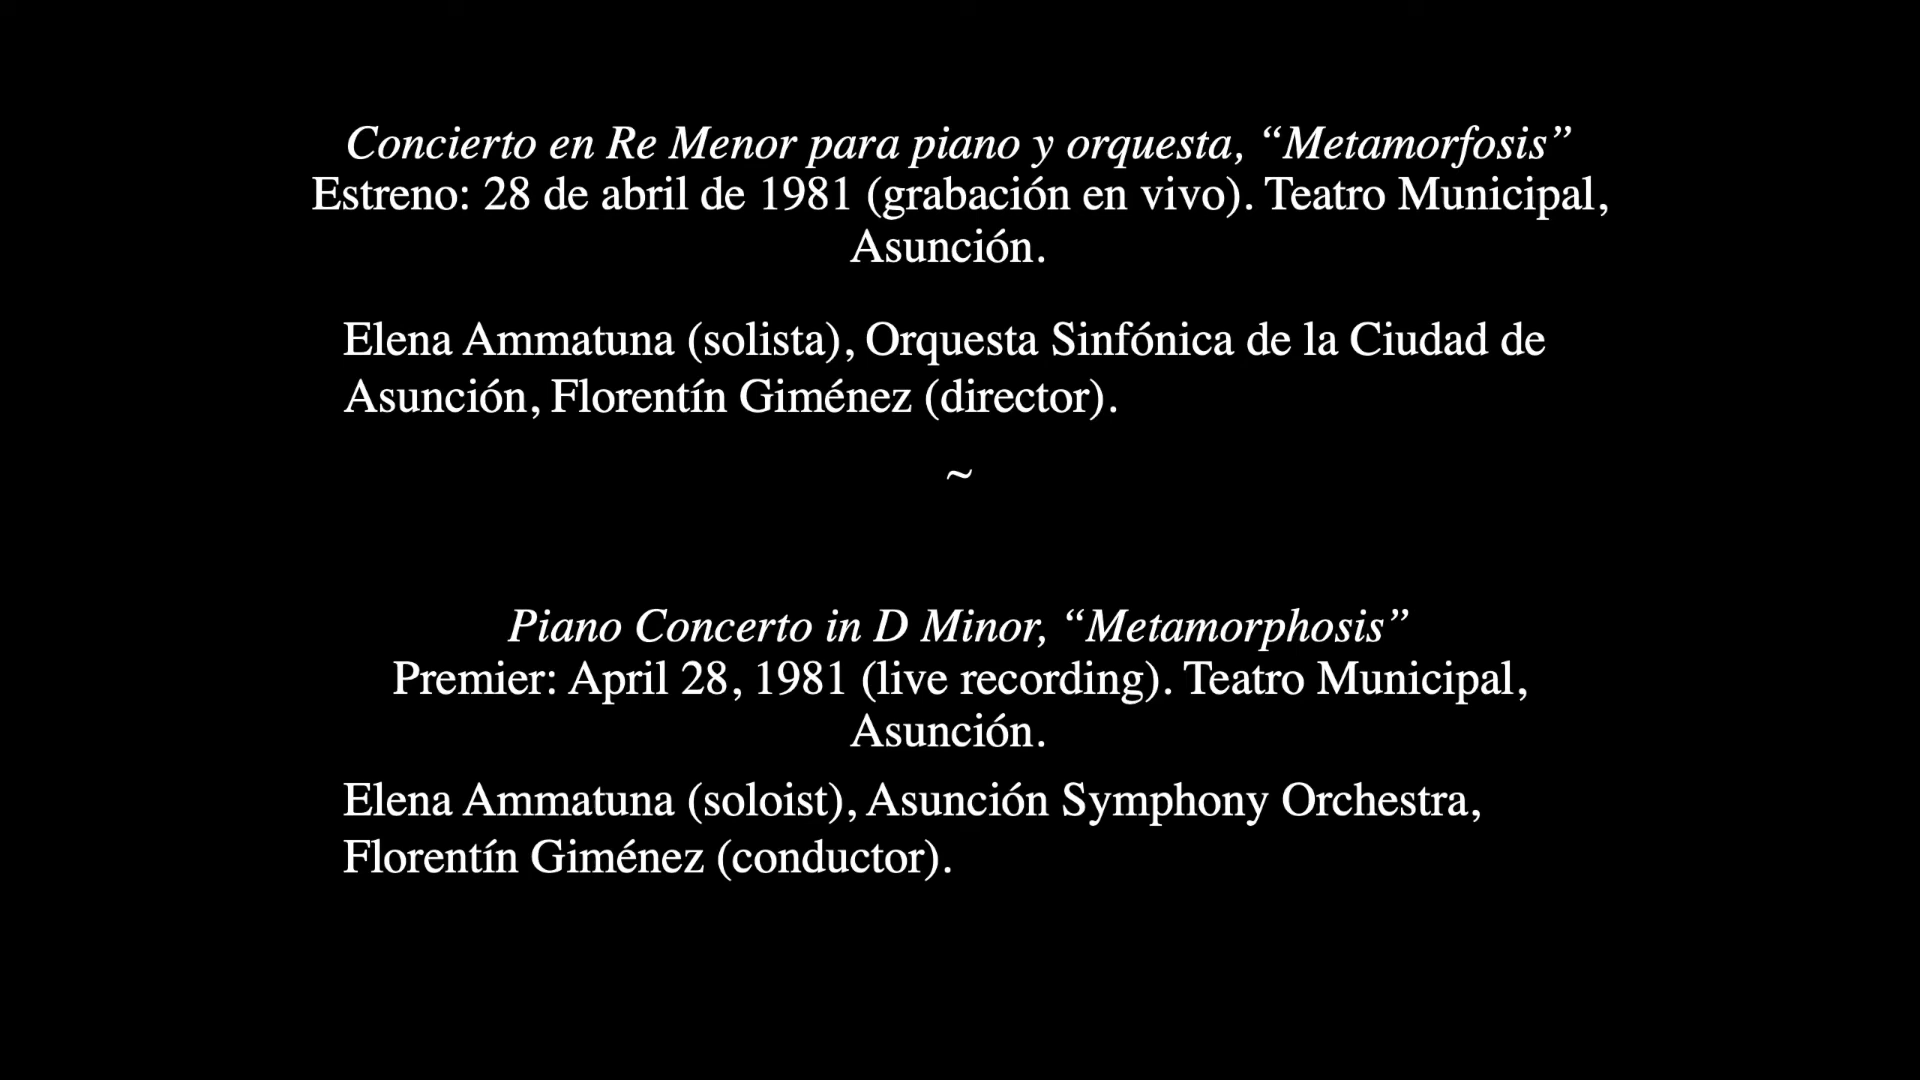 Concierto en Re Menor para piano y orquesta, “Metamorfosis”
Estreno: 28 de abril de 1981 (grabación en vivo). Teatro Municipal,
Asunción.
Elena Ammatuna (solista), Orquesta Sinfónica de la Ciudad de
Asunción, Florentín Giménez (director).
~
Piano Concerto in D Minor, “Metamorphosis”
Premier: April 28, 1981 (live recording). Teatro Municipal,
Asunción.
Elena Ammatuna (soloist), Asunción Symphony Orchestra,
Florentín Giménez (conductor).